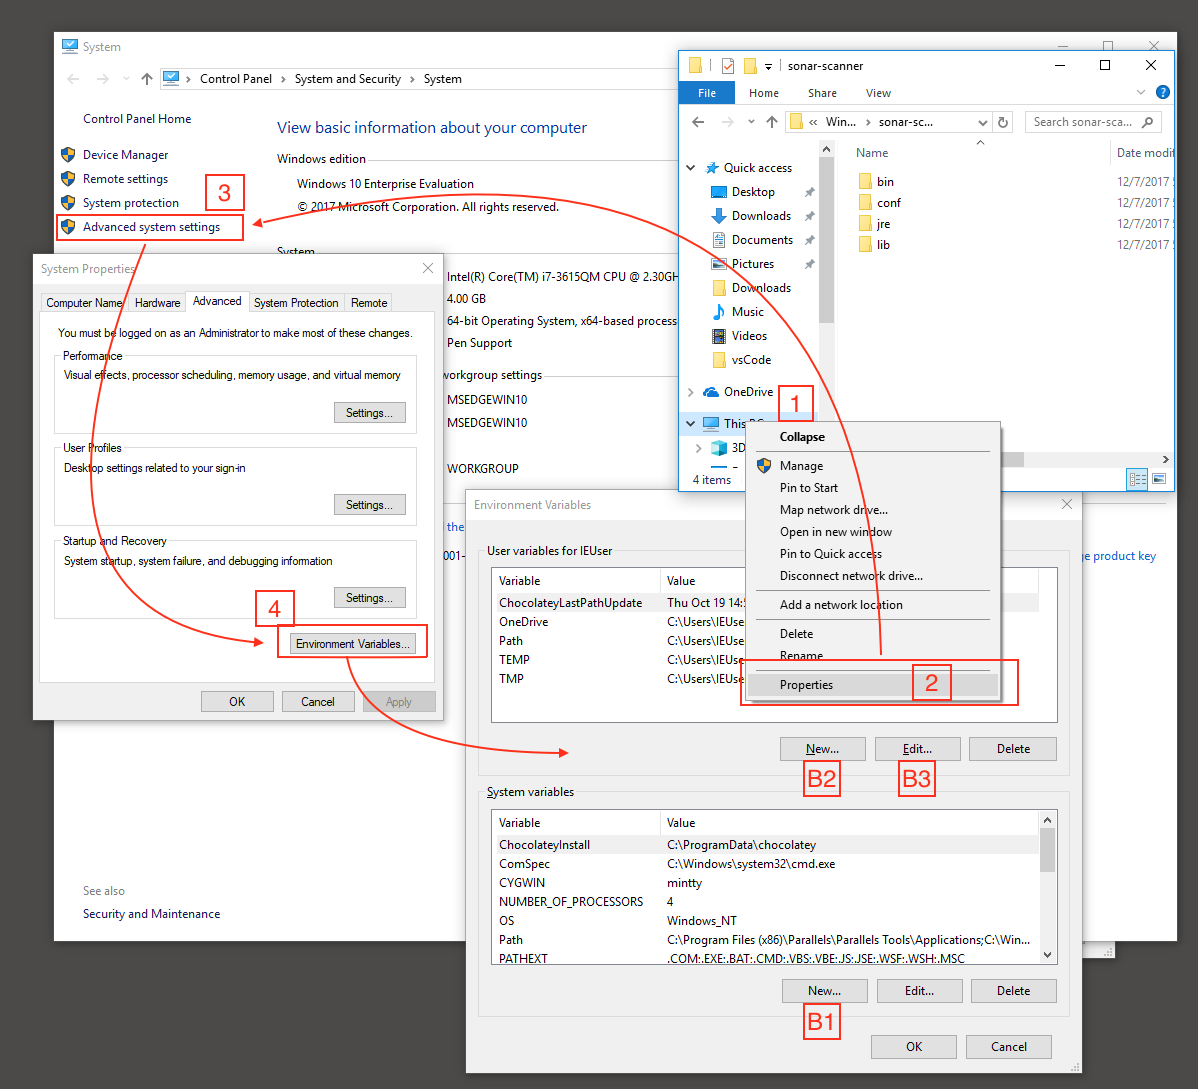 System
Control Panel > System and Security > System
Control Panel Home
Device Manager
Remote settings
System protection
Advanced system settings
3
View basic information about your computer
Windows edition
Windows 10 Enterprise Evaluation
© 2017 Microsoft Corporation. All rights reserved.
System
Intel(R) Core(TM) i7-3615QM CPU @ 2.30GH
4.00 GB
64-bit Operating System, x64-based process
Pen Support
workgroup settings
MSEDGEWIN10
MSEDGEWIN10
WORKGROUP
the
001-
ge product key
See also
Security and Maintenance
sonar-scanner
File Home Share View
« Win... > sonar-sc...
Search sonar-sca...
Quick access
Desktop
Downloads
Documents
Pictures
Downloads
Music
Videos
vsCode
OneDrive
This PC
3D
4 items
1
Name Date modif
bin 12/7/2017
conf 12/7/2017
jre 12/7/2017
lib 12/7/2017
Collapse
Manage
Pin to Start
Map network drive...
Open in new window
Pin to Quick access
Disconnect network drive...
Add a network location
Delete
Rename
Properties
2
System Properties
Computer Name Hardware Advanced System Protection Remote
You must be logged on as an Administrator to make most of these changes.
Performance
Visual effects, processor scheduling, memory usage, and virtual memory
Settings...
User Profiles
Desktop settings related to your sign-in
Settings...
Startup and Recovery
System startup, system failure, and debugging information
Settings...
4
Environment Variables...
OK Cancel Apply
Environment Variables
User variables for IEUser
Variable Value
ChocolateyLastPathUpdate Thu Oct 19 14:5
OneDrive C:\Users\IEUse
Path C:\Users\IEUse
TEMP C:\Users\IEUse
TMP C:\Users\IEUse
New... Edit... Delete
B2 B3
System variables
Variable Value
ChocolateyInstall C:\ProgramData\chocolatey
ComSpec C:\Windows\system32\cmd.exe
CYGWIN mintty
NUMBER_OF_PROCESSORS 4
OS Windows_NT
Path C:\Program Files (x86)\Parallels\Parallels Tools\Applications;C:\Win...
PATHEXT .COM;.EXE;.BAT;.CMD;.VBS;.VBE;.JS;.JSE;.WSF;.WSH;.MSC
New... Edit... Delete
B1
OK Cancel